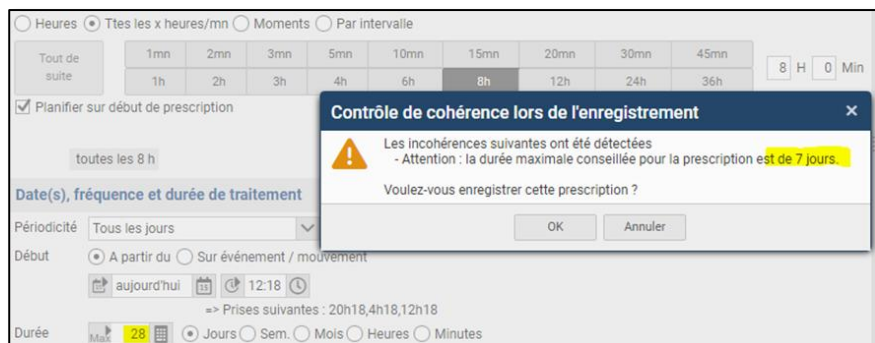 Heures Ttes les x heures/mn Moments Par intervalle
Tout de suite 1mn 2mn 3mn 5mn 10mn 15mn 20mn 30mn 45mn
1h 2h 3h 4h 6h 8h 12h 24h 36h 8 H 0 Min
Planifier sur début de prescription
toutes les 8 h
Contrôle de cohérence lors de l'enregistrement
Les incohérences suivantes ont été détectées
- Attention : la durée maximale conseillée pour la prescription est de 7 jours.
Voulez-vous enregistrer cette prescription ?
OK Annuler
Date(s), fréquence et durée de traitement
Périodicité Tous les jours
Début A partir du Sur événement / mouvement
aujourd'hui 12:18
=> Prises suivantes : 20h18,4h18,12h18
Durée Max 28 Jours Sem. Mois Heures Minutes